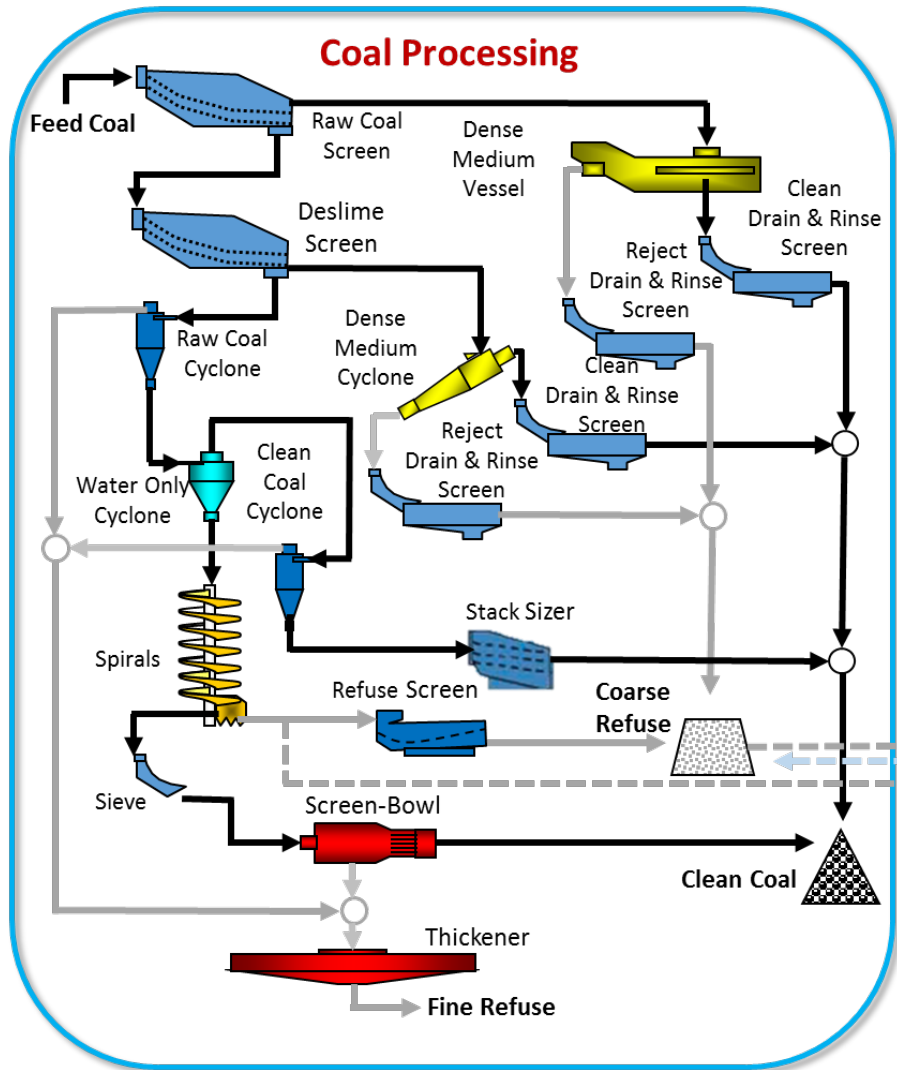 Coal Processing
Feed Coal
Raw Coal
Screen
Dense
Medium
Vessel
Clean
Drain & Rinse
Screen
Deslime
Screen
Reject
Drain & Rinse
Screen
Raw Coal
Cyclone
Dense
Medium
Cyclone
Clean
Drain & Rinse
Screen
Reject
Drain & Rinse
Screen
Clean
Coal
Cyclone
Water Only
Cyclone
Stack Sizer
Spirals
Refuse Screen
Coarse
Refuse
Sieve
Screen-Bowl
Clean Coal
Thickener
Fine Refuse